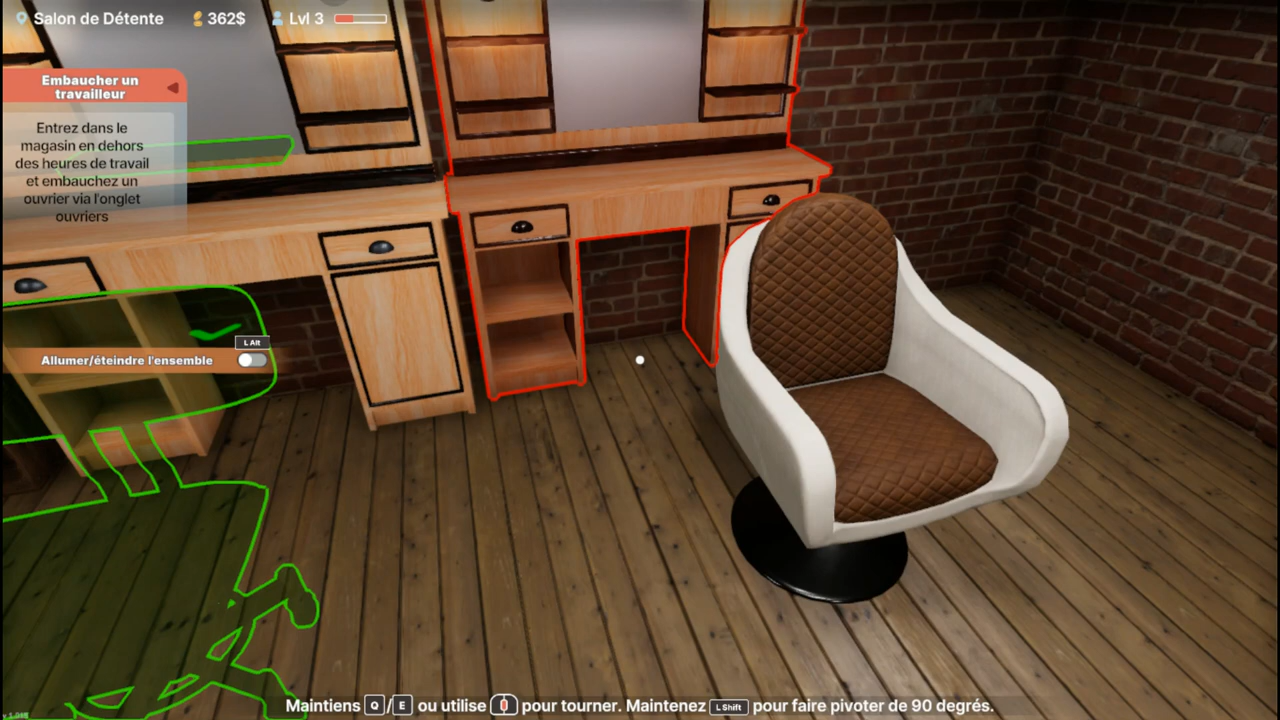 Salon de Détente 362$ Lvl 3
Embaucher un
travailleur
Entrez dans le
magasin en dehors
des heures de travail
et embauchez un
ouvrier via l'onglet
ouvriers
L Alt
Allumer/éteindre l'ensemble
Maintiens Q/E ou utilise pour tourner. Maintenez L Shift pour faire pivoter de 90 degrés.